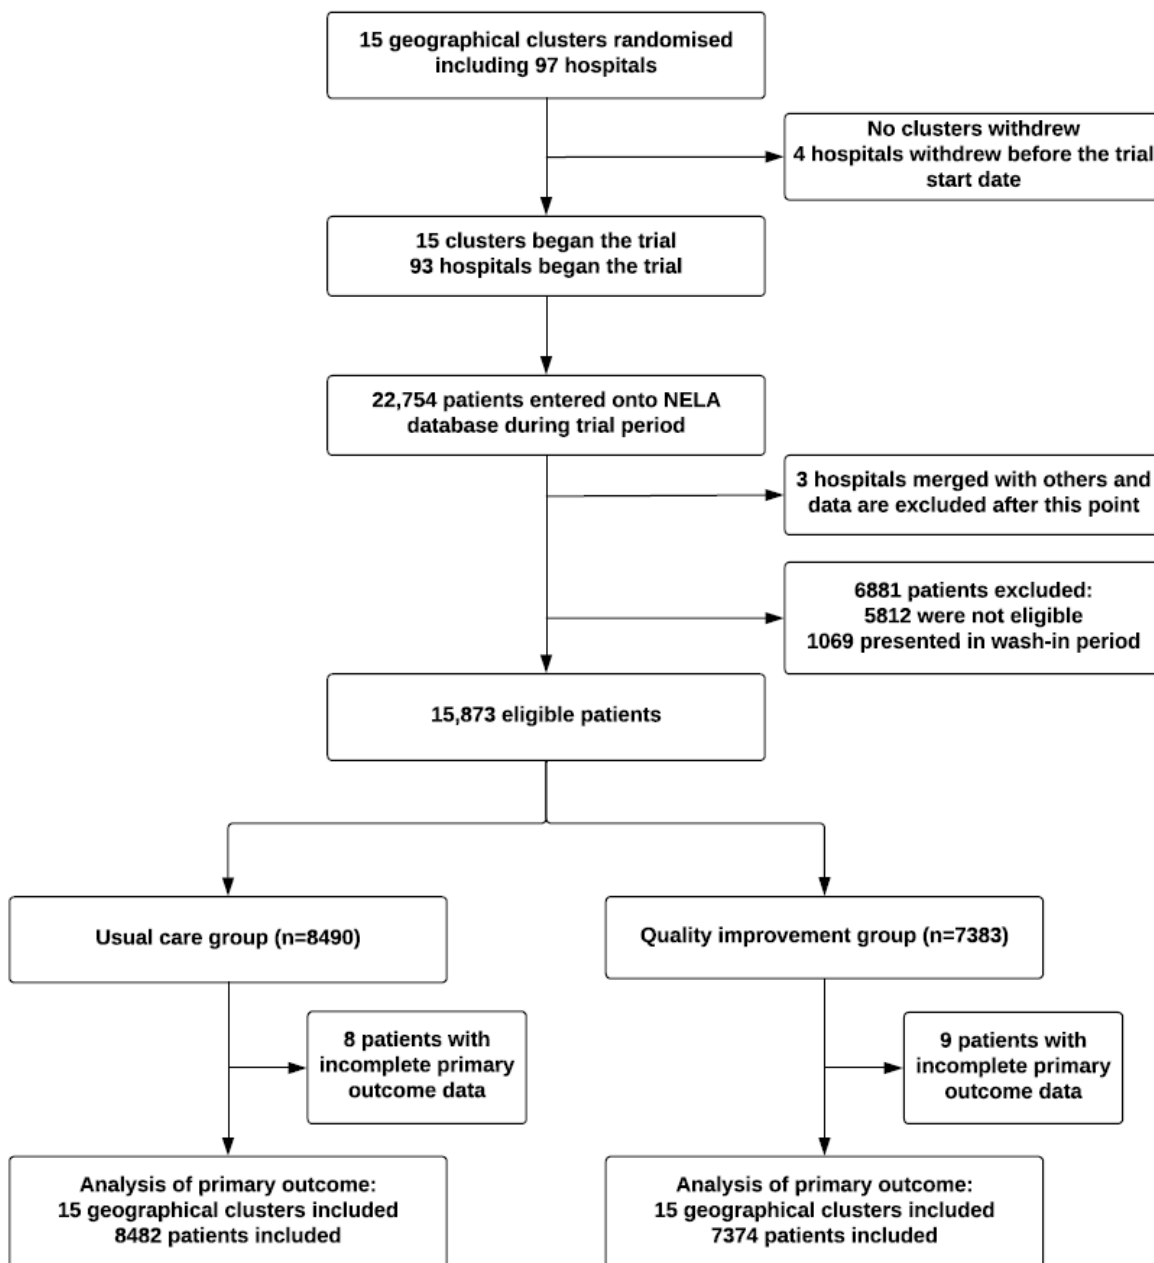 15 geographical clusters randomised
including 97 hospitals
No clusters withdrew
4 hospitals withdrew before the trial
start date
15 clusters began the trial
93 hospitals began the trial
22,754 patients entered onto NELA
database during trial period
3 hospitals merged with others and
data are excluded after this point
6881 patients excluded:
5812 were not eligible
1069 presented in wash-in period
15,873 eligible patients
Usual care group (n=8490)
Quality improvement group (n=7383)
8 patients with
incomplete primary
outcome data
9 patients with
incomplete primary
outcome data
Analysis of primary outcome:
15 geographical clusters included
8482 patients included
Analysis of primary outcome:
15 geographical clusters included
7374 patients included